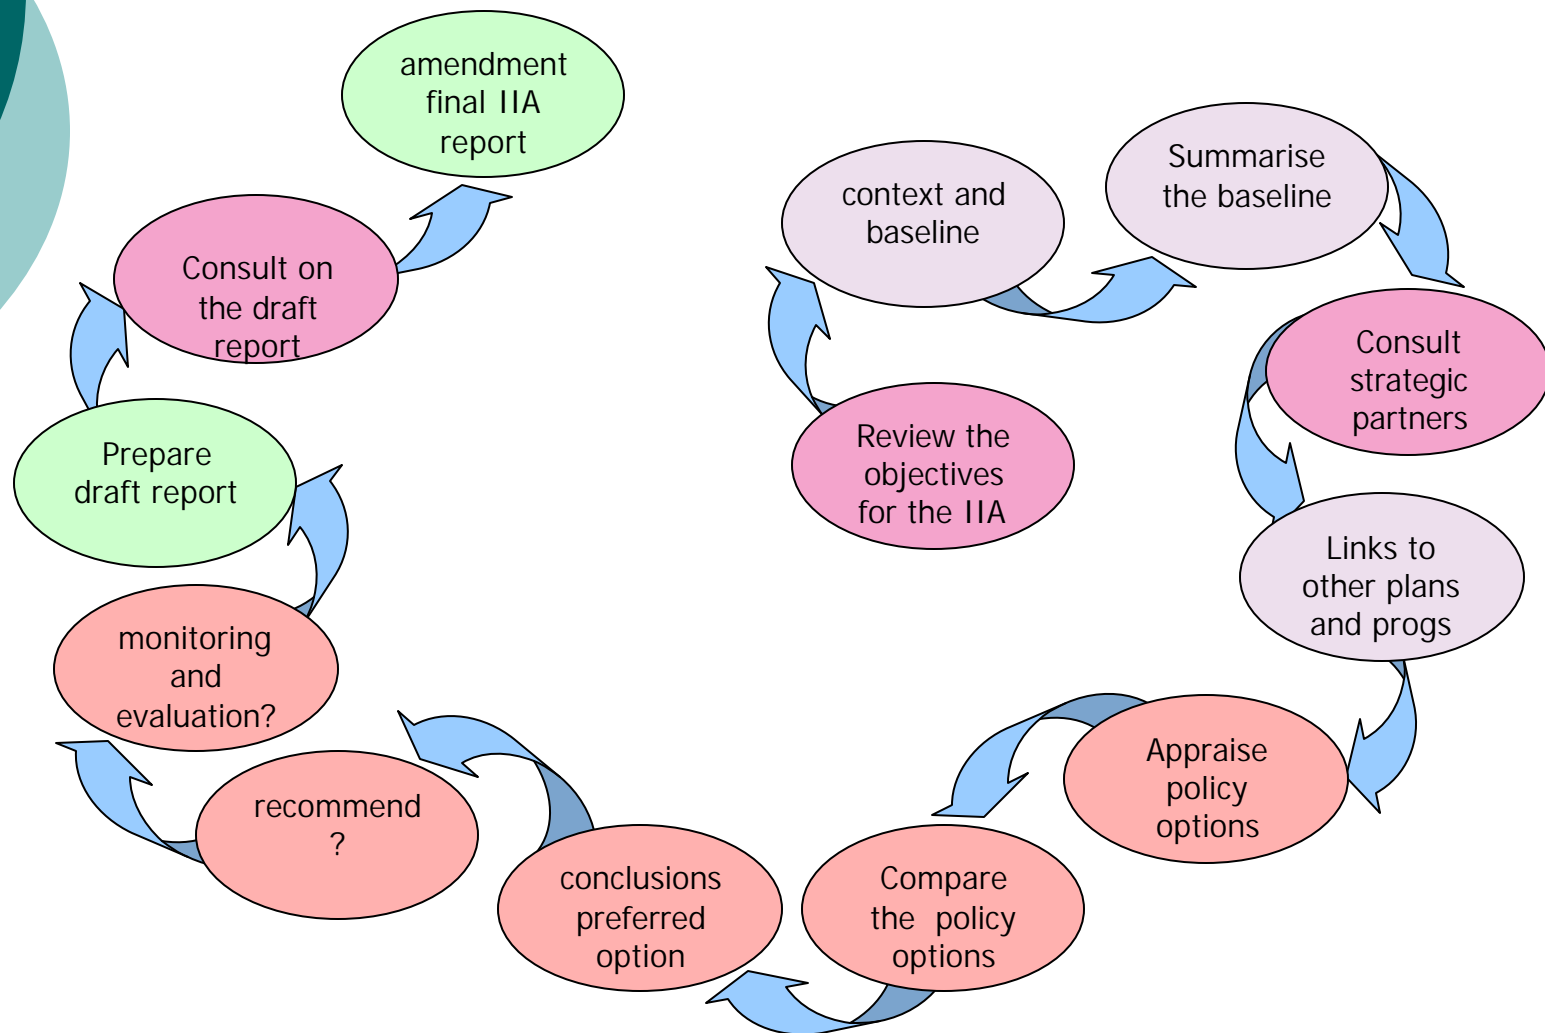 amendment
final IIA
report
Consult on
the draft
report
Prepare
draft report
monitoring
and
evaluation?
recommend
?
conclusions
preferred
option
Compare
the policy
options
Appraise
policy
options
Links to
other plans
and progs
Consult
strategic
partners
Summarise
the baseline
context and
baseline
Review the
objectives
for the IIA